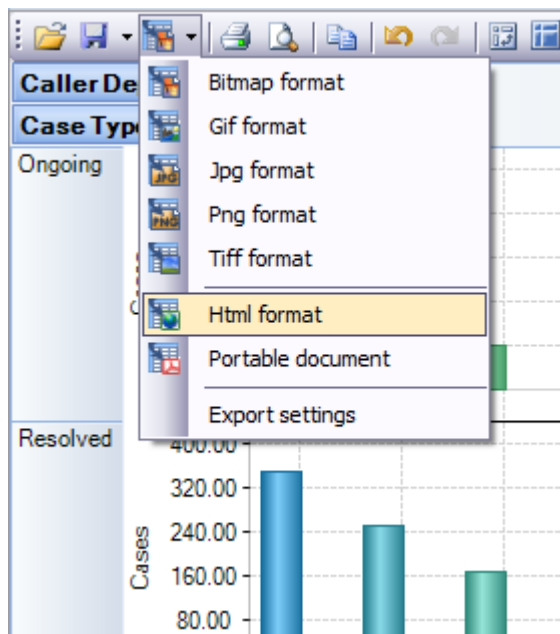 Caller De
Bitmap format
Case Typ
Gif format
Ongoing
Jpg format
Png format
Tiff format
Html format
Portable document
Export settings
Resolved
400.00
320.00
240.00
160.00
80.00
Cases